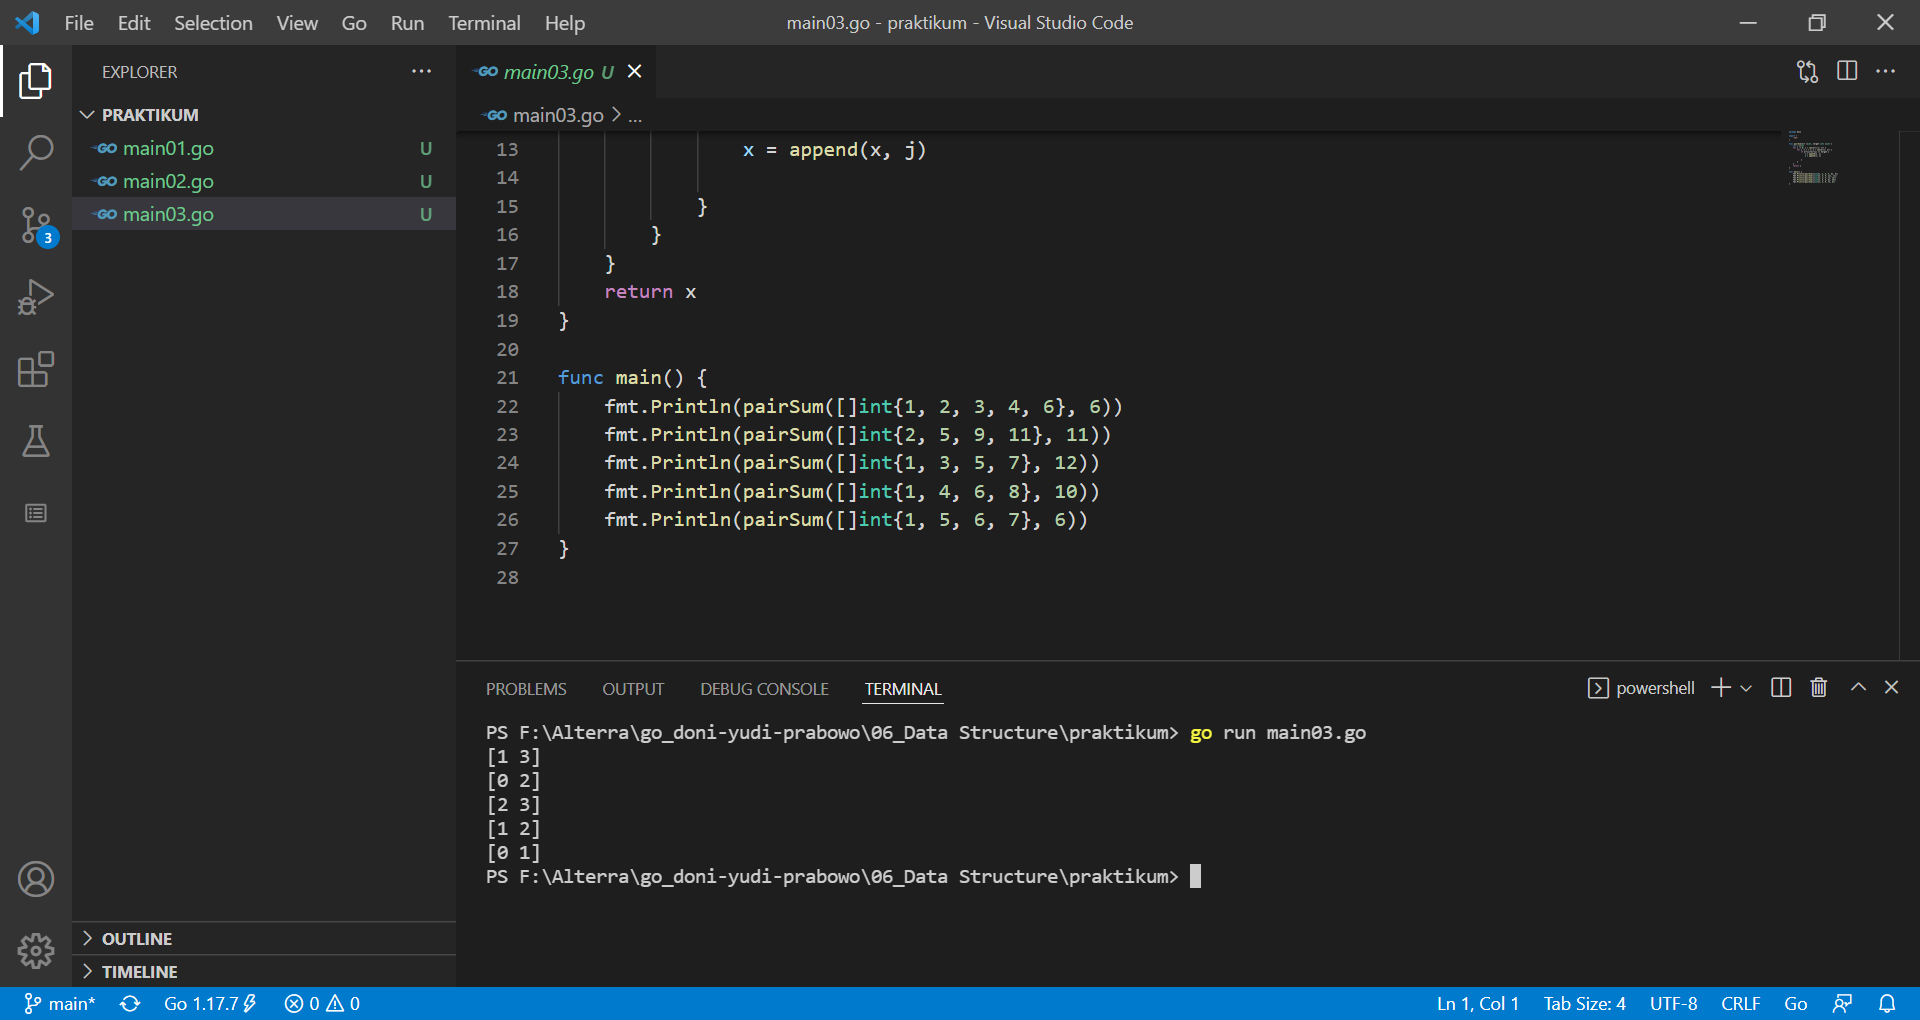 File Edit Selection View Go Run Terminal Help
main03.go - praktikum - Visual Studio Code
EXPLORER
PRAKTIKUM
GO main01.go U
GO main02.go U
GO main03.go U
3
OUTLINE
TIMELINE
GO main03.go U
GO main03.go > ...
13 x = append(x, j)
14
15 }
16 }
17 }
18 return x
19 }
20
21 func main() {
22 fmt.Println(pairSum([]int{1, 2, 3, 4, 6}, 6))
23 fmt.Println(pairSum([]int{2, 5, 9, 11}, 11))
24 fmt.Println(pairSum([]int{1, 3, 5, 7}, 12))
25 fmt.Println(pairSum([]int{1, 4, 6, 8}, 10))
26 fmt.Println(pairSum([]int{1, 5, 6, 7}, 6))
27 }
28
PROBLEMS OUTPUT DEBUG CONSOLE TERMINAL
powershell
PS F:\Alterra\go_doni-yudi-prabowo\06_Data Structure\praktikum> go run main03.go
[1 3]
[0 2]
[2 3]
[1 2]
[0 1]
PS F:\Alterra\go_doni-yudi-prabowo\06_Data Structure\praktikum>
main* Go 1.17.7 0 0
Ln 1, Col 1 Tab Size: 4 UTF-8 CRLF Go